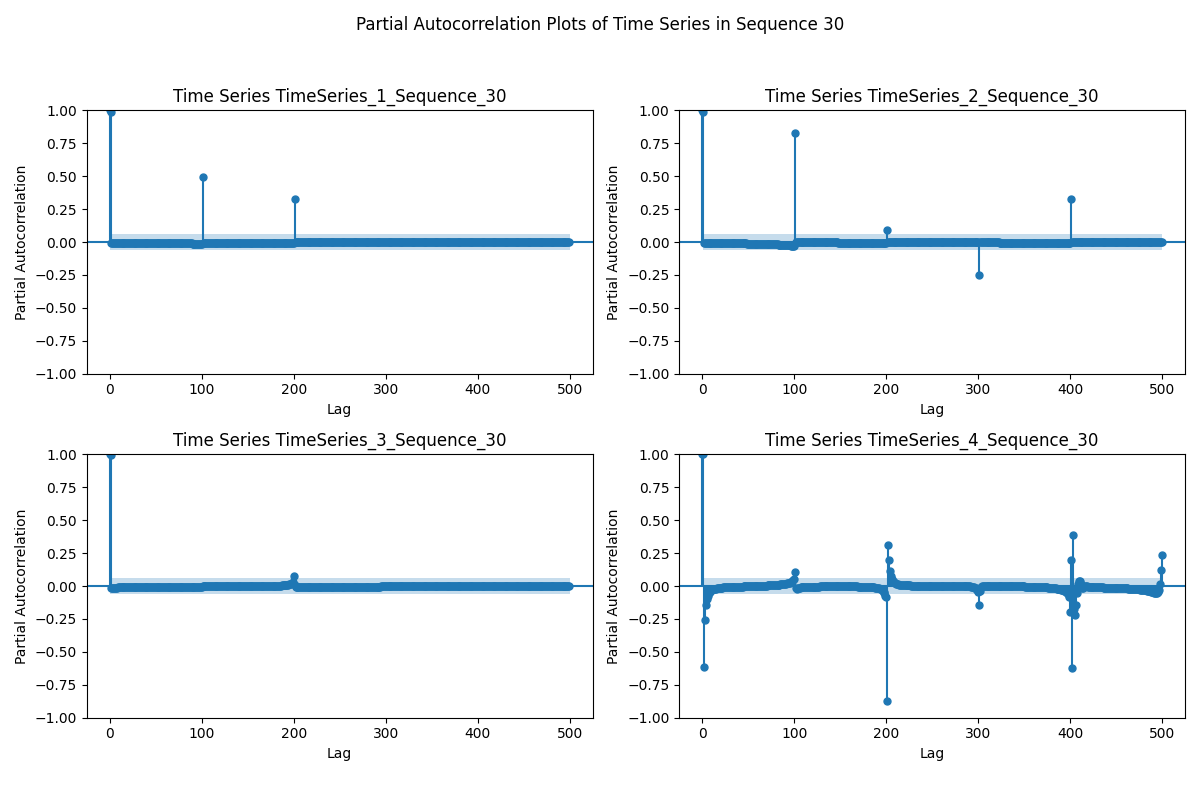 Partial Autocorrelation Plots of Time Series in Sequence 30
Time Series TimeSeries_1_Sequence_30
1.00
0.75
0.50
0.25
0.00
−0.25
−0.50
−0.75
−1.00
Partial Autocorrelation
0 100 200 300 400 500
Lag
Time Series TimeSeries_2_Sequence_30
1.00
0.75
0.50
0.25
0.00
−0.25
−0.50
−0.75
−1.00
Partial Autocorrelation
0 100 200 300 400 500
Lag
Time Series TimeSeries_3_Sequence_30
1.00
0.75
0.50
0.25
0.00
−0.25
−0.50
−0.75
−1.00
Partial Autocorrelation
0 100 200 300 400 500
Lag
Time Series TimeSeries_4_Sequence_30
1.00
0.75
0.50
0.25
0.00
−0.25
−0.50
−0.75
−1.00
Partial Autocorrelation
0 100 200 300 400 500
Lag